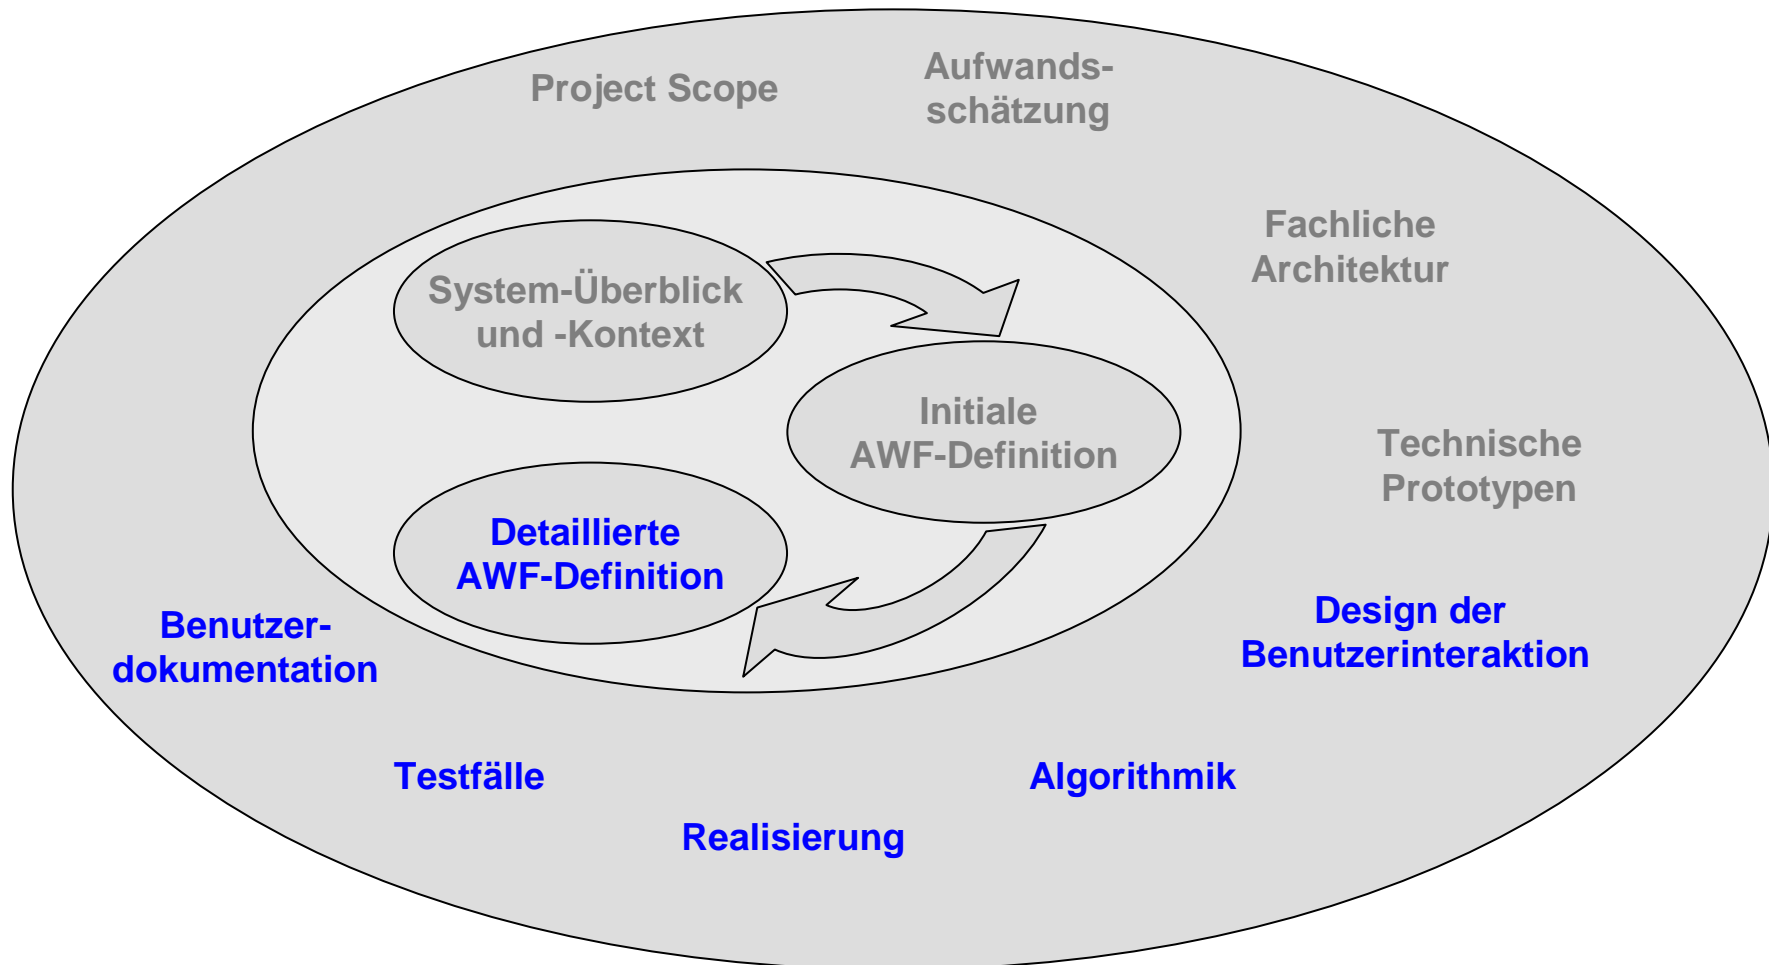 Project Scope
Aufwands-
schätzung
Fachliche
Architektur
System-Überblick
und -Kontext
Initiale
AWF-Definition
Technische
Prototypen
Detaillierte
AWF-Definition
Benutzer-
dokumentation
Design der
Benutzerinteraktion
Testfälle
Algorithmik
Realisierung